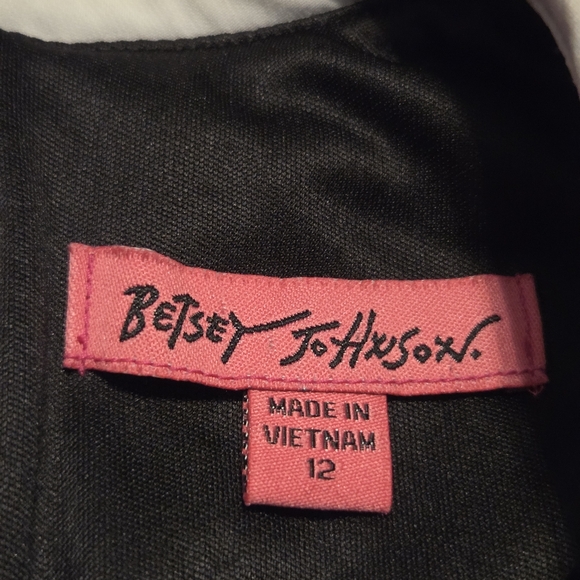 BETSEY JOHNSON.
MADE IN
VIETNAM
12